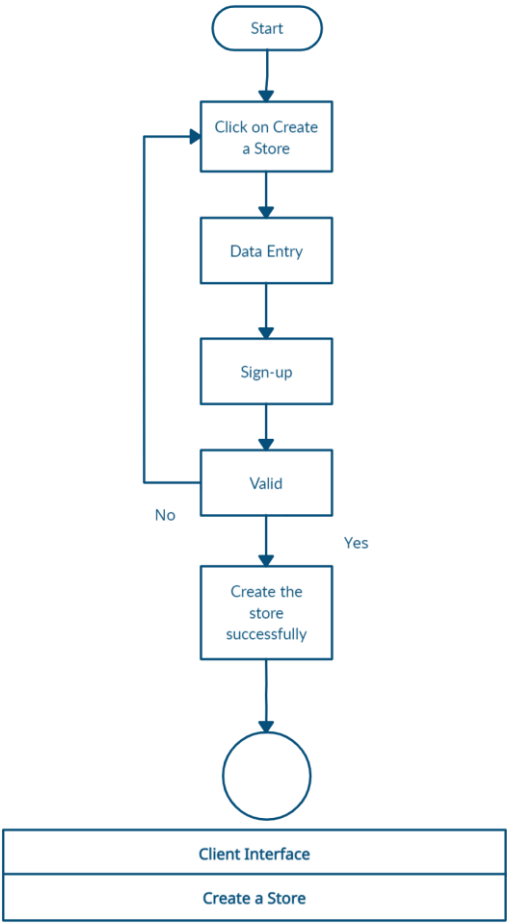 Start
Click on Create
a Store
Data Entry
Sign-up
Valid
No
Yes
Create the
store
successfully
Client Interface
Create a Store